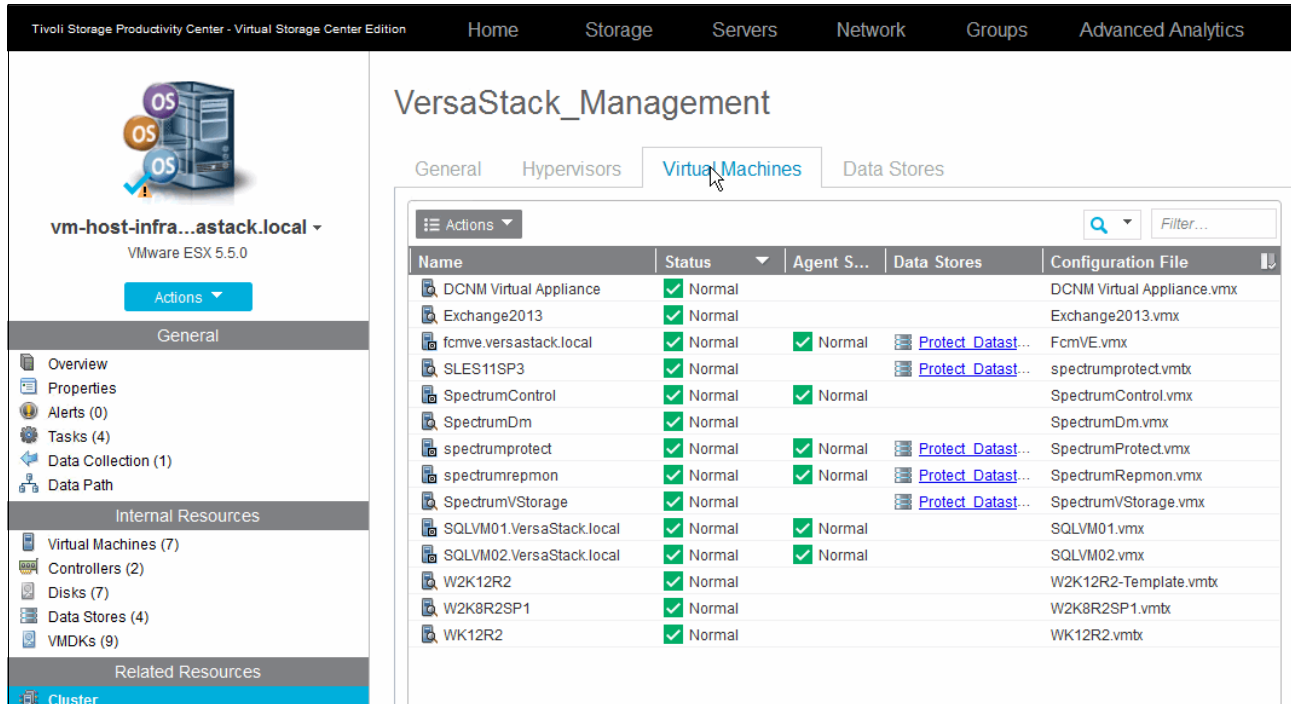 Tivoli Storage Productivity Center - Virtual Storage Center Edition Home Storage Servers Network Groups Advanced Analytics
OS
OS
OS
vm-host-infra...astack.local
VMware ESX 5.5.0
Actions
General
Overview
Properties
Alerts (0)
Tasks (4)
Data Collection (1)
Data Path
Internal Resources
Virtual Machines (7)
Controllers (2)
Disks (7)
Data Stores (4)
VMDKs (9)
Related Resources
Cluster
VersaStack_Management
General Hypervisors Virtual Machines Data Stores
Actions Filter...
Name Status Agent S... Data Stores Configuration File
DCNM Virtual Appliance Normal DCNM Virtual Appliance.vmx
Exchange2013 Normal Exchange2013.vmx
fcmve.versastack.local Normal Normal Protect_Datast... FcmVE.vmx
SLES11SP3 Normal Protect_Datast... spectrumprotect.vmtx
SpectrumControl Normal Normal SpectrumControl.vmx
SpectrumDm Normal SpectrumDm.vmx
spectrumprotect Normal Normal Protect_Datast... SpectrumProtect.vmx
spectrumrepmon Normal Normal Protect_Datast... SpectrumRepmon.vmx
SpectrumVStorage Normal Protect_Datast... SpectrumVStorage.vmx
SQLVM01.VersaStack.local Normal Normal SQLVM01.vmx
SQLVM02.VersaStack.local Normal Normal SQLVM02.vmx
W2K12R2 Normal W2K12R2-Template.vmtx
W2K8R2SP1 Normal W2K8R2SP1.vmtx
WK12R2 Normal WK12R2.vmtx